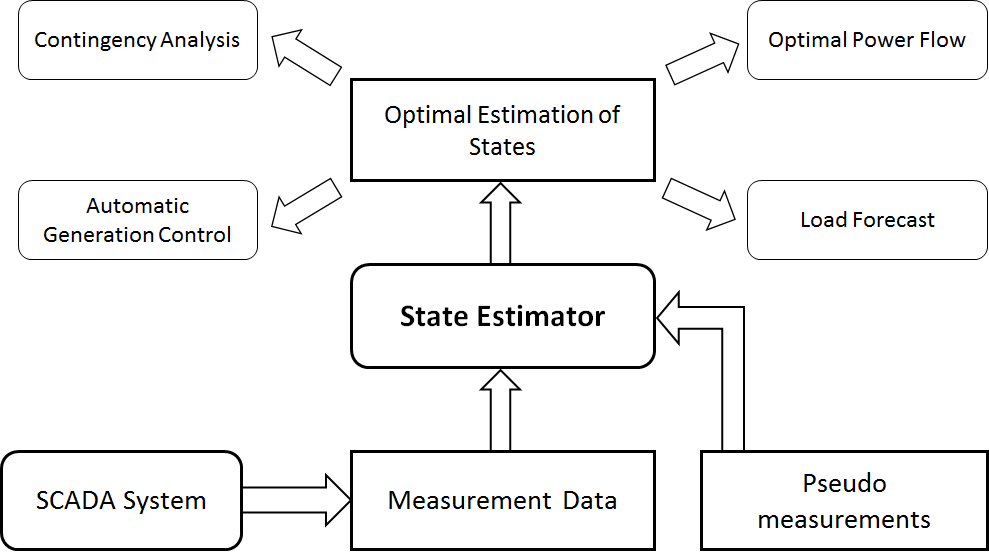 Contingency Analysis
Optimal Power Flow
Optimal Estimation of
States
Automatic
Generation Control
Load Forecast
State Estimator
SCADA System
Measurement Data
Pseudo
measurements